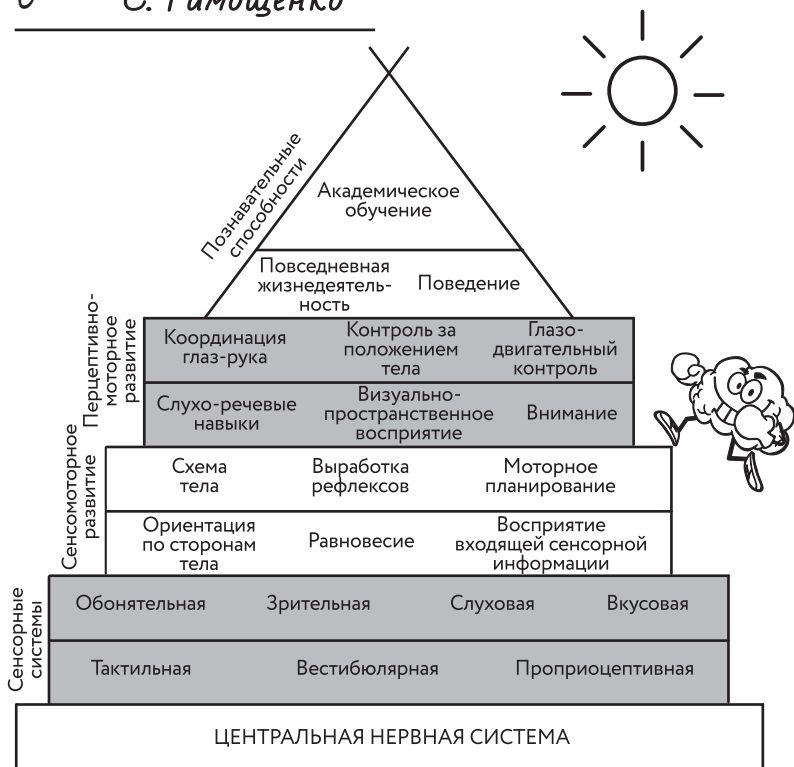 Е. Тимощенко
Познавательные
способности
Академическое
обучение
Повседневная
жизнедеятель-
ность
Поведение
Перцептивно-
моторное
развитие
Координация
глаз-рука
Контроль за
положением
тела
Глазо-
двигательный
контроль
Слухо-речевые
навыки
Визуально-
пространственное
восприятие
Внимание
Сенсомоторное
развитие
Схема
тела
Выработка
рефлексов
Моторное
планирование
Ориентация
по сторонам
тела
Равновесие
Восприятие
входящей сенсорной
информации
Сенсорные
системы
Обонятельная Зрительная Слуховая Вкусовая
Тактильная Вестибюлярная Проприоцептивная
ЦЕНТРАЛЬНАЯ НЕРВНАЯ СИСТЕМА